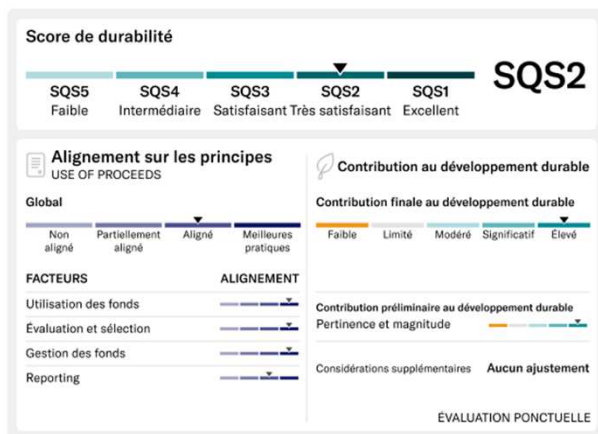 Score de durabilité
SQS2
SQS5 SQS4 SQS3 SQS2 SQS1
Faible Intermédiaire Satisfaisant Très satisfaisant Excellent
Alignement sur les principes
USE OF PROCEEDS
Global
Non aligné Partiellement aligné Aligné Meilleures pratiques
FACTEURS ALIGNEMENT
Utilisation des fonds
Évaluation et sélection
Gestion des fonds
Reporting
Contribution au développement durable
Contribution finale au développement durable
Faible Limité Modéré Significatif Élevé
Contribution préliminaire au développement durable
Pertinence et magnitude
Considérations supplémentaires Aucun ajustement
ÉVALUATION PONCTUELLE